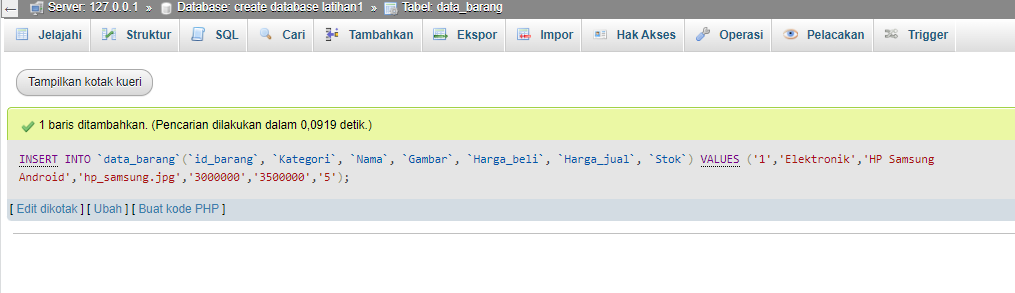 Server: 127.0.0.1 » Database: create database latihan1 » Tabel: data_barang
Jelajahi Struktur SQL Cari Tambahkan Ekspor Impor Hak Akses Operasi Pelacakan Trigger
Tampilkan kotak kueri
1 baris ditambahkan. (Pencarian dilakukan dalam 0,0919 detik.)
INSERT INTO `data_barang`(`id_barang`, `Kategori`, `Nama`, `Gambar`, `Harga_beli`, `Harga_jual`, `Stok`) VALUES ('1','Elektronik','HP Samsung
Android','hp_samsung.jpg','3000000','3500000','5');
[ Edit dikotak ] [ Ubah ] [ Buat kode PHP ]